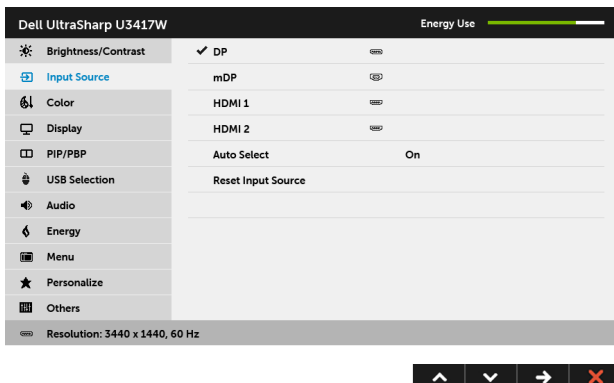 Dell UltraSharp U3417W
Energy Use
Brightness/Contrast
DP
Input Source
mDP
Color
HDMI 1
Display
HDMI 2
PIP/PBP
Auto Select On
USB Selection
Reset Input Source
Audio
Energy
Menu
Personalize
Others
Resolution: 3440 x 1440, 60 Hz